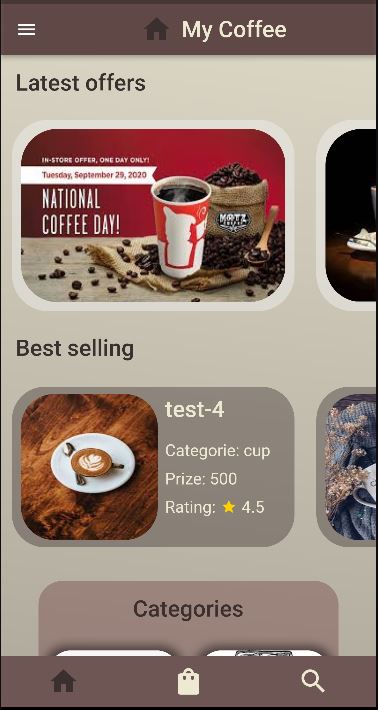 My Coffee
Latest offers
IN-STORE OFFER, ONE DAY ONLY!
Tuesday, September 29, 2020
NATIONAL
COFFEE DAY!
Best selling
test-4
Categorie: cup
Prize: 500
Rating: ★ 4.5
Categories